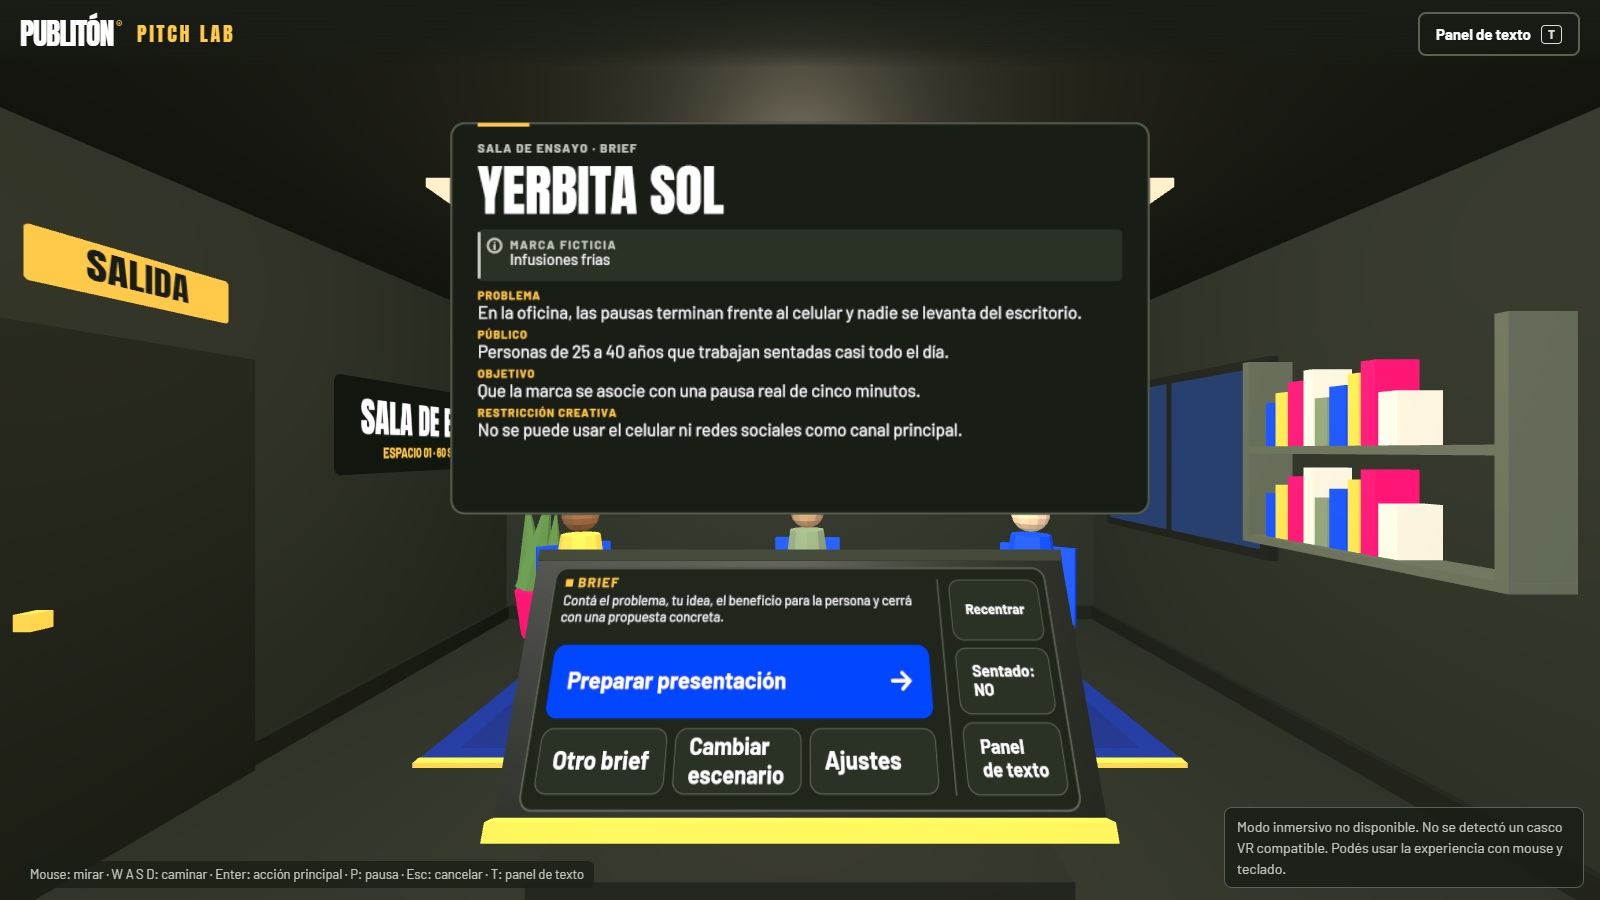 PUBLITÓN
PITCH LAB
Panel de texto T
SALA DE ENSAYO · BRIEF
YERBITA SOL
MARCA FICTICIA
Infusiones frías
PROBLEMA
En la oficina, las pausas terminan frente al celular y nadie se levanta del escritorio.
PÚBLICO
Personas de 25 a 40 años que trabajan sentadas casi todo el día.
OBJETIVO
Que la marca se asocie con una pausa real de cinco minutos.
RESTRICCIÓN CREATIVA
No se puede usar el celular ni redes sociales como canal principal.
SALIDA
SALA DE
ESPACIO 01 · 60
BRIEF
Contá el problema, tu idea, el beneficio para la persona y cerrá
con una propuesta concreta.
Preparar presentación
Otro brief
Cambiar
escenario
Ajustes
Recentrar
Sentado:
NO
Panel
de texto
Mouse: mirar · W A S D: caminar · Enter: acción principal · P: pausa · Esc: cancelar · T: panel de texto
Modo inmersivo no disponible. No se detectó un casco
VR compatible. Podés usar la experiencia con mouse y
teclado.